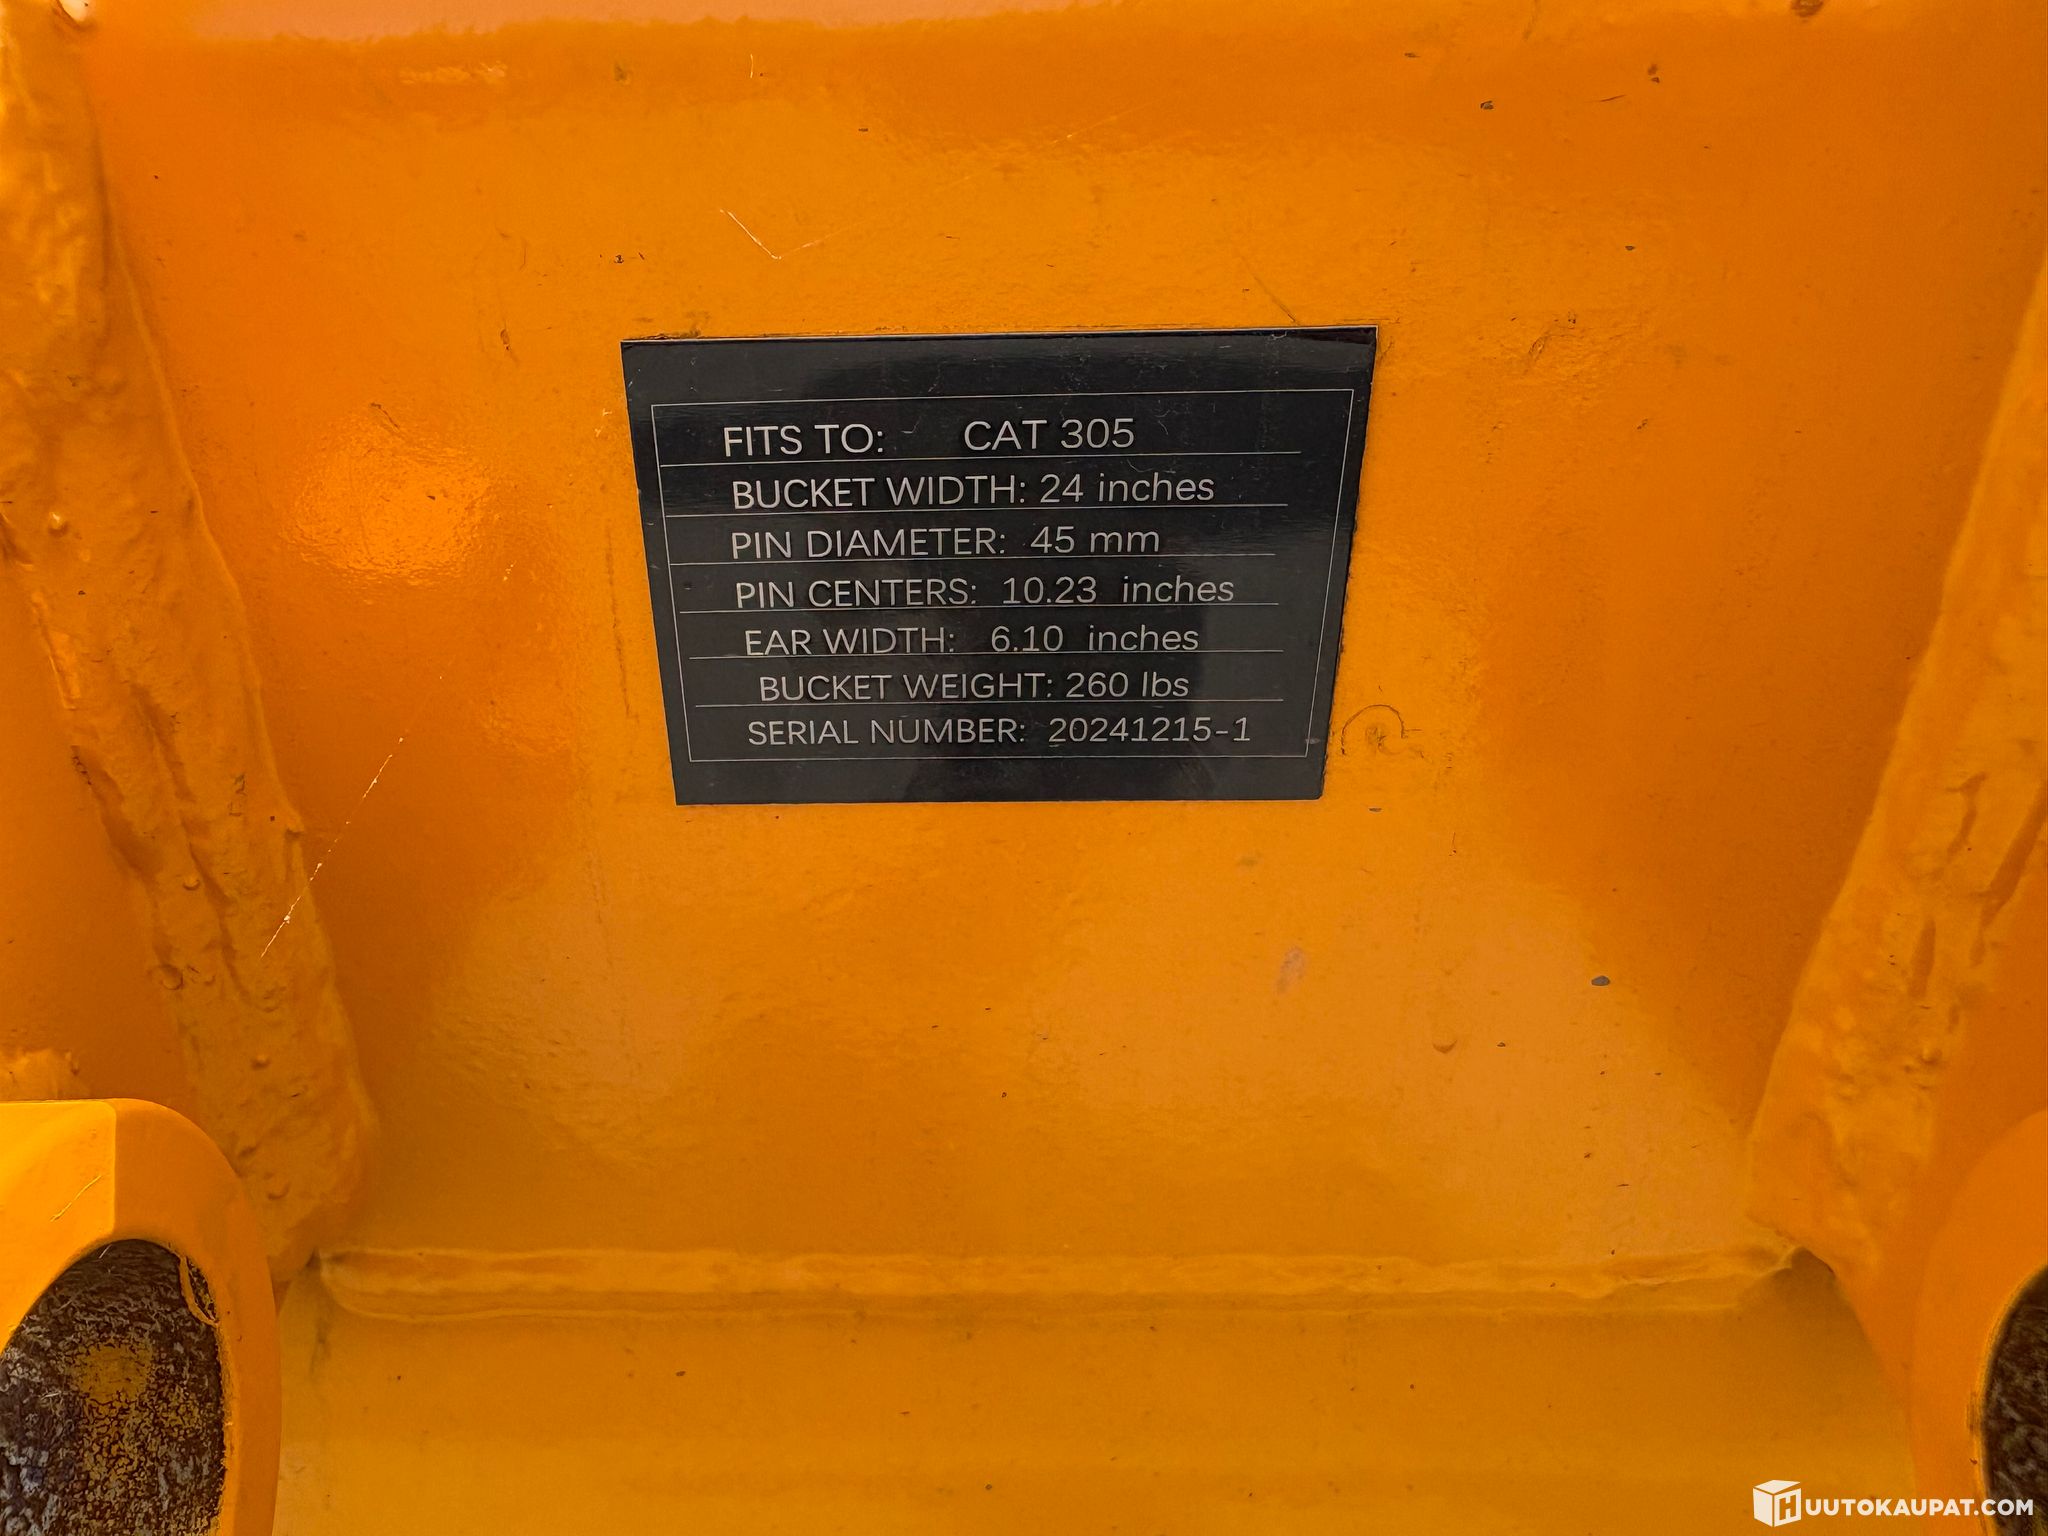 FITS TO: CAT 305
BUCKET WIDTH: 24 inches
PIN DIAMETER: 45 mm
PIN CENTERS: 10.23 inches
EAR WIDTH: 6.10 inches
BUCKET WEIGHT: 260 lbs
SERIAL NUMBER: 20241215-1
HUUTOKAUPAT.COM